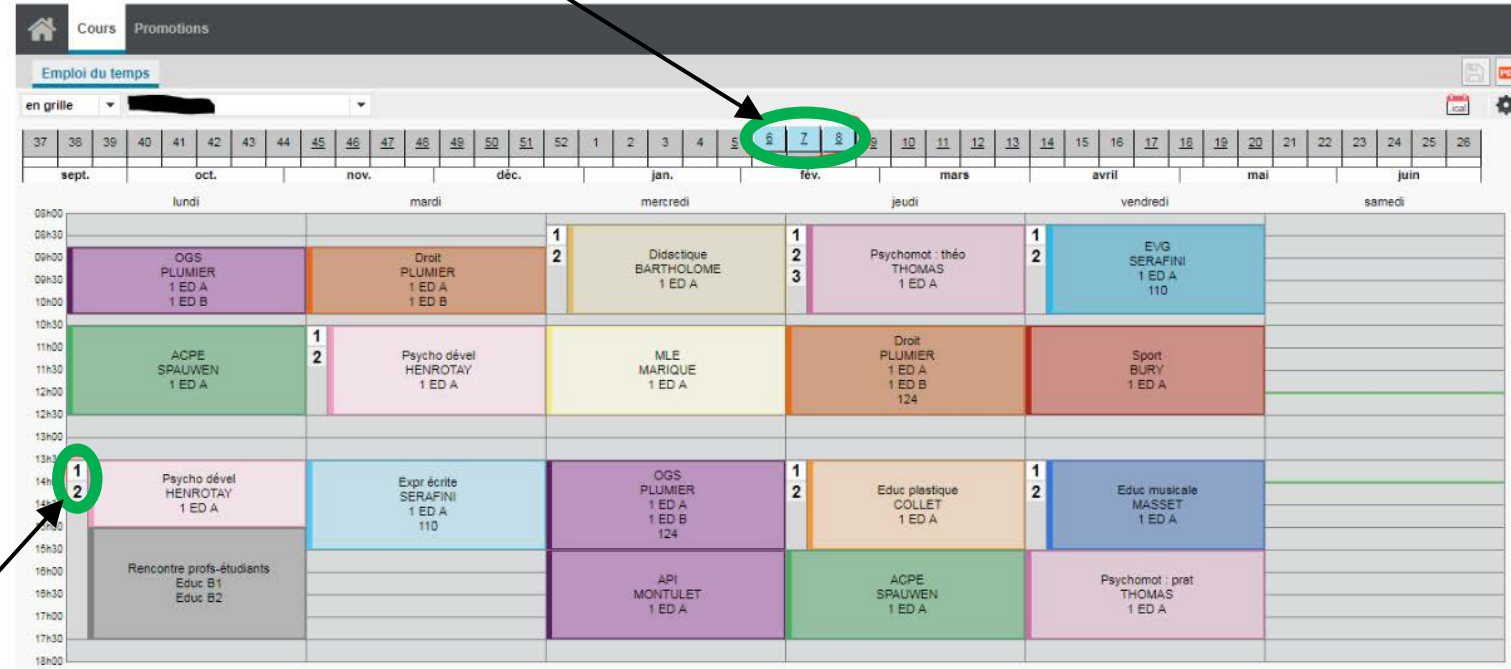 Cours Promotions
Emploi du temps
en grille
.ical
37 38 39 40 41 42 43 44 45 46 47 48 49 50 51 52 1 2 3 4 5 6 7 8 9 10 11 12 13 14 15 16 17 18 19 20 21 22 23 24 25 26
sept. oct. nov. déc. jan. fév. mars avril mai juin
lundi mardi mercredi jeudi vendredi samedi
08h00
08h30
09h00
09h30
10h00
10h30
11h00
11h30
12h00
12h30
13h00
15h30
16h00
16h30
17h00
17h30
18h00
OGS
PLUMIER
1 ED A
1 ED B
ACPE
SPAUWEN
1 ED A
1
2
Psycho dével
HENROTAY
1 ED A
Rencontre profs-étudiants
Educ B1
Educ B2
Droit
PLUMIER
1 ED A
1 ED B
1
2
Psycho dével
HENROTAY
1 ED A
Expr écrite
SERAFINI
1 ED A
110
1
2
Didactique
BARTHOLOME
1 ED A
MLE
MARIQUE
1 ED A
OGS
PLUMIER
1 ED A
1 ED B
124
API
MONTULET
1 ED A
1
2
3
Psychomot : théo
THOMAS
1 ED A
Droit
PLUMIER
1 ED A
1 ED B
124
1
2
Educ plastique
COLLET
1 ED A
ACPE
SPAUWEN
1 ED A
1
2
EVG
SERAFINI
1 ED A
110
Sport
BURY
1 ED A
1
2
Educ musicale
MASSET
1 ED A
Psychomot : prat
THOMAS
1 ED A